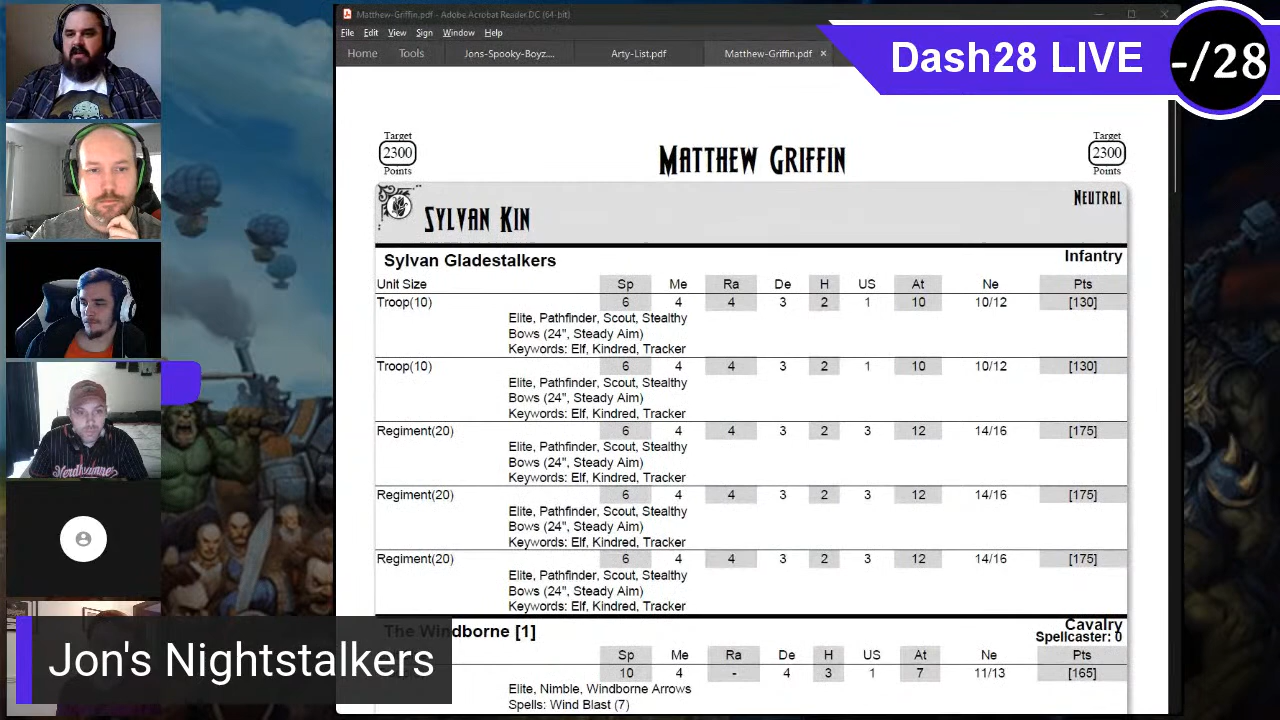 Matthew-Griffin.pdf - Adobe Acrobat Reader DC (64-bit)
File Edit View Sign Window Help
Home Tools Jons-Spooky-Boyz... Arty-List.pdf Matthew-Griffin.pdf ×
Dash28 LIVE
-/28
Target
2300
Points
MATTHEW GRIFFIN
Target
2300
Points
SYLVAN KIN
NEUTRAL
Sylvan Gladestalkers Infantry
Unit Size Sp Me Ra De H US At Ne Pts
Troop(10) 6 4 4 3 2 1 10 10/12 [130]
Elite, Pathfinder, Scout, Stealthy
Bows (24", Steady Aim)
Keywords: Elf, Kindred, Tracker
Troop(10) 6 4 4 3 2 1 10 10/12 [130]
Elite, Pathfinder, Scout, Stealthy
Bows (24", Steady Aim)
Keywords: Elf, Kindred, Tracker
Regiment(20) 6 4 4 3 2 3 12 14/16 [175]
Elite, Pathfinder, Scout, Stealthy
Bows (24", Steady Aim)
Keywords: Elf, Kindred, Tracker
Regiment(20) 6 4 4 3 2 3 12 14/16 [175]
Elite, Pathfinder, Scout, Stealthy
Bows (24", Steady Aim)
Keywords: Elf, Kindred, Tracker
Regiment(20) 6 4 4 3 2 3 12 14/16 [175]
Elite, Pathfinder, Scout, Stealthy
Bows (24", Steady Aim)
Keywords: Elf, Kindred, Tracker
The Windborne [1] Cavalry
Spellcaster: 0
Sp Me Ra De H US At Ne Pts
10 4 - 4 3 1 7 11/13 [165]
Elite, Nimble, Windborne Arrows
Spells: Wind Blast (7)
Jon's Nightstalkers